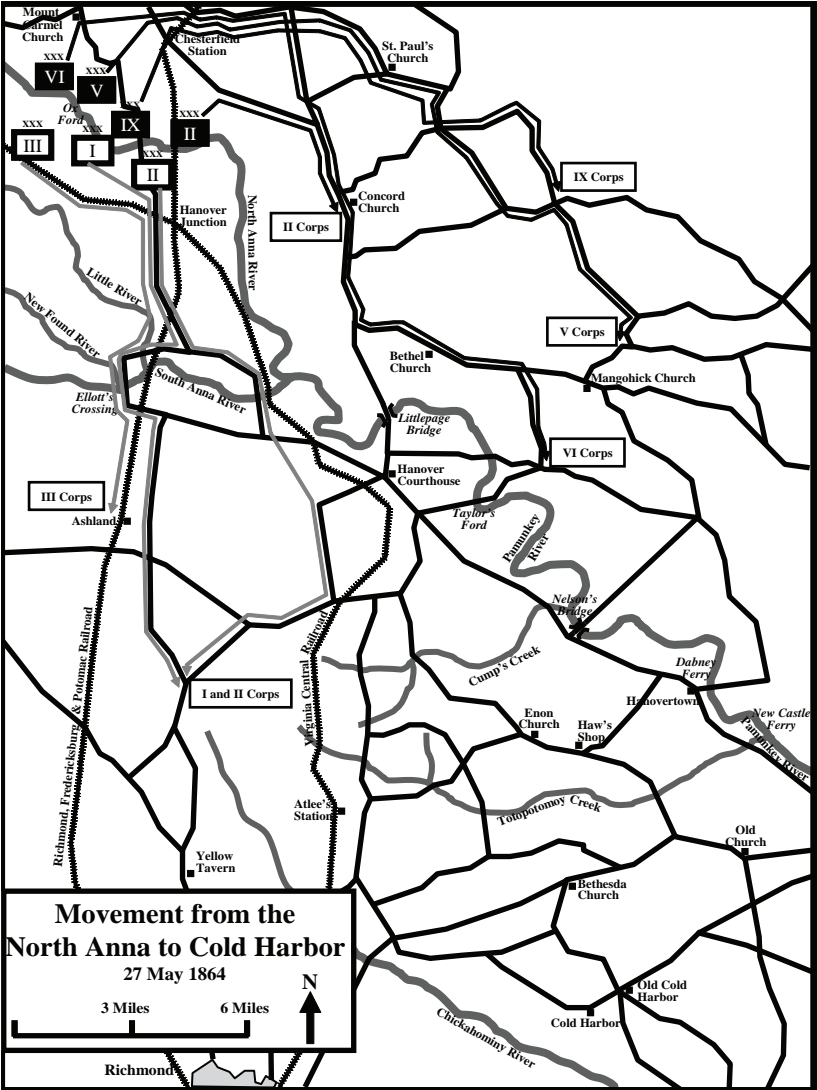 Mount
Carmel
Church
Chesterfield
Station
St. Paul's
Church
xxx
VI
xxx
V
xx
IX
xxx
II
Ox
Ford
xxx
III
xxx
I
xxx
II
IX Corps
Concord
Church
II Corps
Hanover
Junction
North Anna River
Little River
New Found River
V Corps
Bethel
Church
Mangohick Church
South Anna River
Ellott's
Crossing
Littlepage
Bridge
VI Corps
Hanover
Courthouse
III Corps
Ashland
Taylor's
Ford
Pamunkey
River
Nelson's
Bridge
Cump's Creek
Dabney
Ferry
Hanovertown
New Castle
Ferry
Pamunkey River
I and II Corps
Richmond, Fredericksburg, & Potomac Railroad
Virginia Central Railroad
Enon
Church
Haw's
Shop
Totopotomoy Creek
Atlee's
Station
Old
Church
Yellow
Tavern
Bethesda
Church
Movement from the
North Anna to Cold Harbor
27 May 1864
N
3 Miles
6 Miles
Old Cold
Harbor
Cold Harbor
Chickahominy River
Richmond